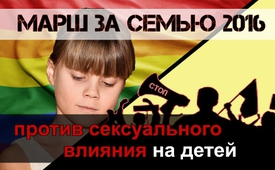 МАРШ ЗА СЕМЬЮ 2016
СТОП
против сексуального
влияния на детей